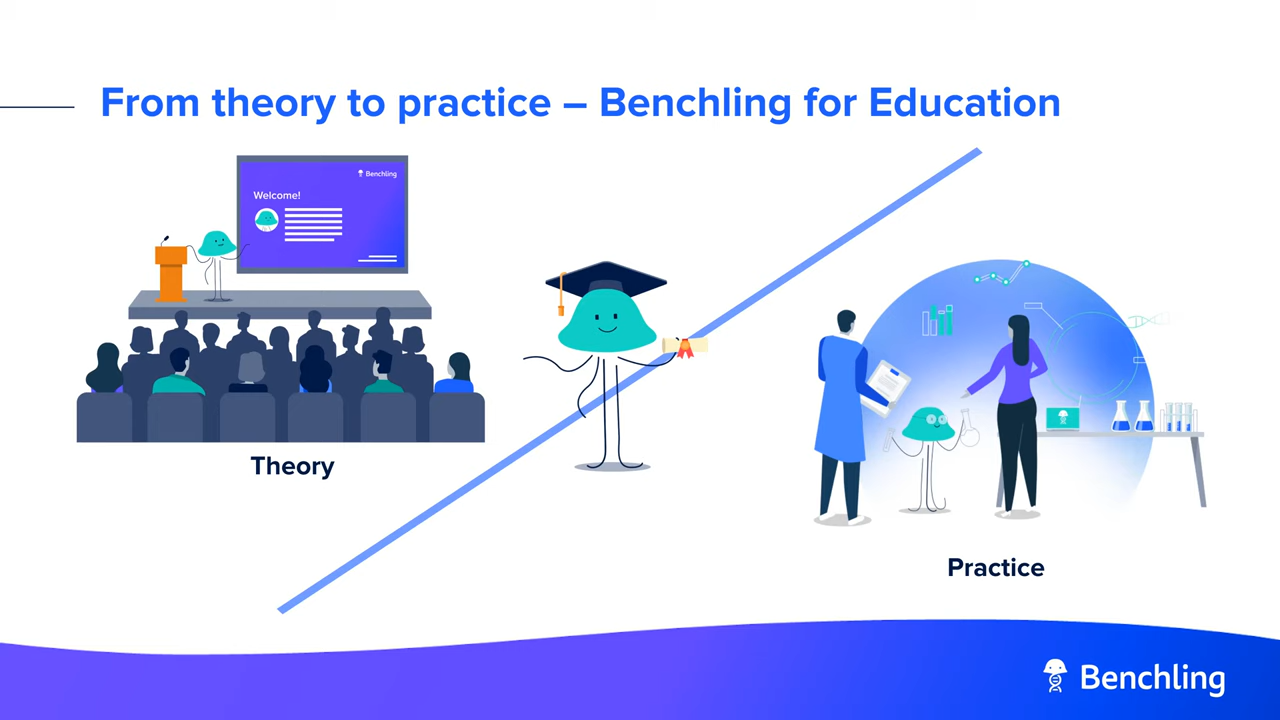 From theory to practice – Benchling for Education
Benchling
Welcome!
Theory
Practice
Benchling